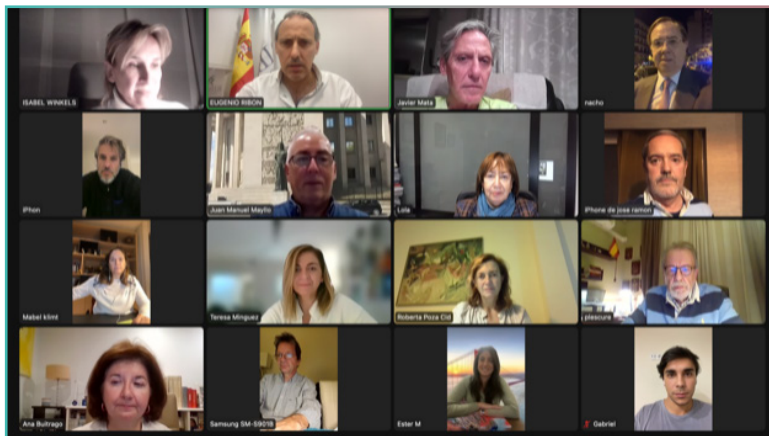 ISABEL WINKELS
EUGENIO RIBON
Javier Mata
nacho
iPhon
Juan Manuel Mayllo
Lola
iPhone de jose ramon
Mabel klimt
Teresa Minguez
Roberta Poza Cid
plescura
Ana Buitrago
Samsung SM-S901B
Ester M
Gabriel